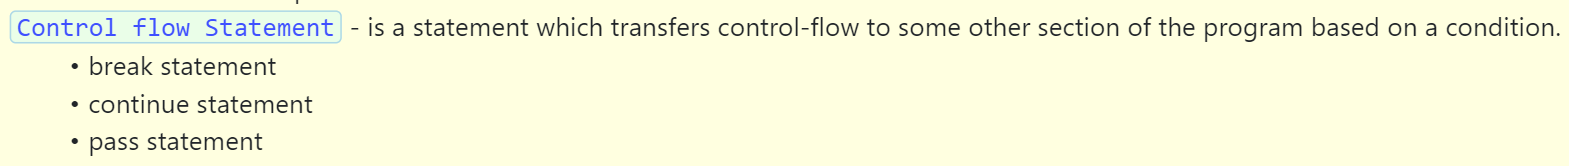 Control flow Statement - is a statement which transfers control-flow to some other section of the program based on a condition.
• break statement
• continue statement
• pass statement